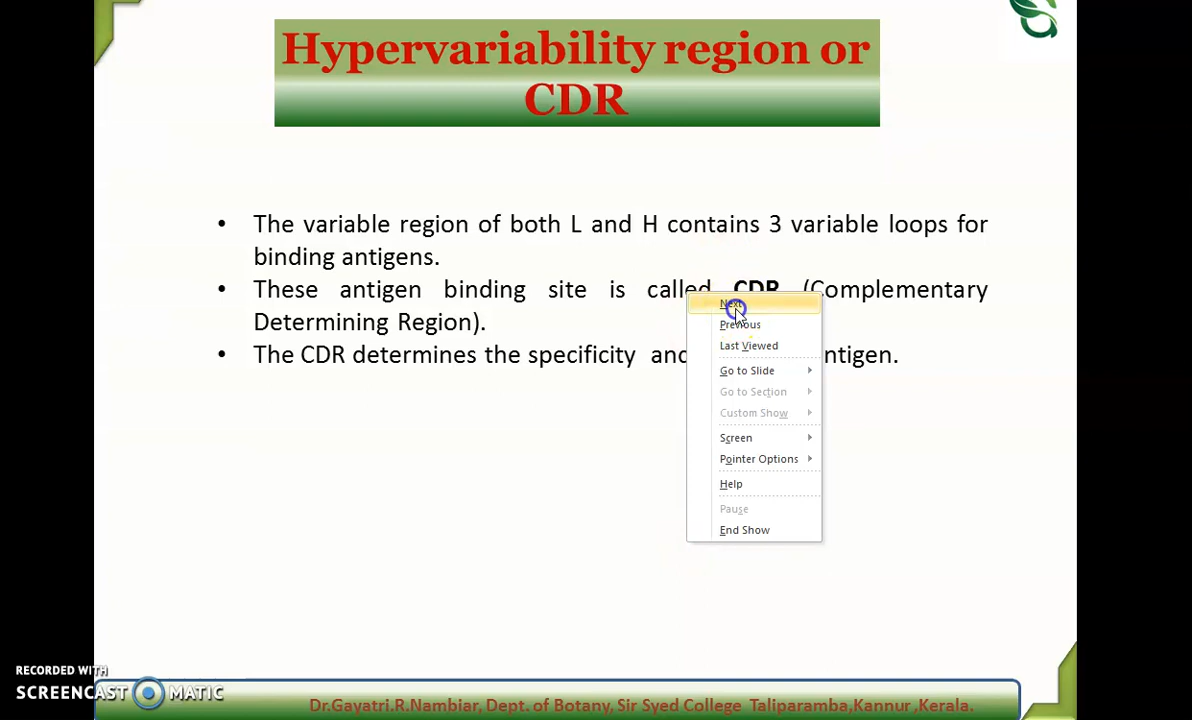 Hypervariability region or
CDR
• The variable region of both L and H contains 3 variable loops for
binding antigens.
• These antigen binding site is called CDR (Complementary
Determining Region).
• The CDR determines the specificity and antigen.
Next
Previous
Last Viewed
Go to Slide
Go to Section
Custom Show
Screen
Pointer Options
Help
Pause
End Show
RECORDED WITH
SCREENCAST MATIC
Dr.Gayatri.R.Nambiar, Dept. of Botany, Sir Syed College Taliparamba,Kannur ,Kerala.